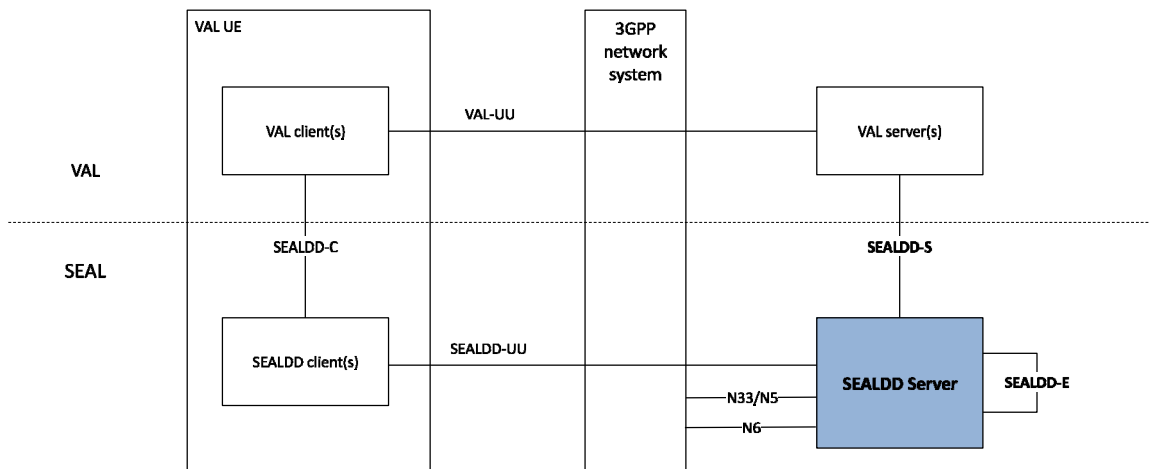 VAL UE
3GPP
network
system
VAL client(s)
VAL-UU
VAL server(s)
VAL
SEALDD-C
SEALDD-S
SEAL
SEALDD client(s)
SEALDD-UU
SEALDD Server
SEALDD-E
N33/N5
N6